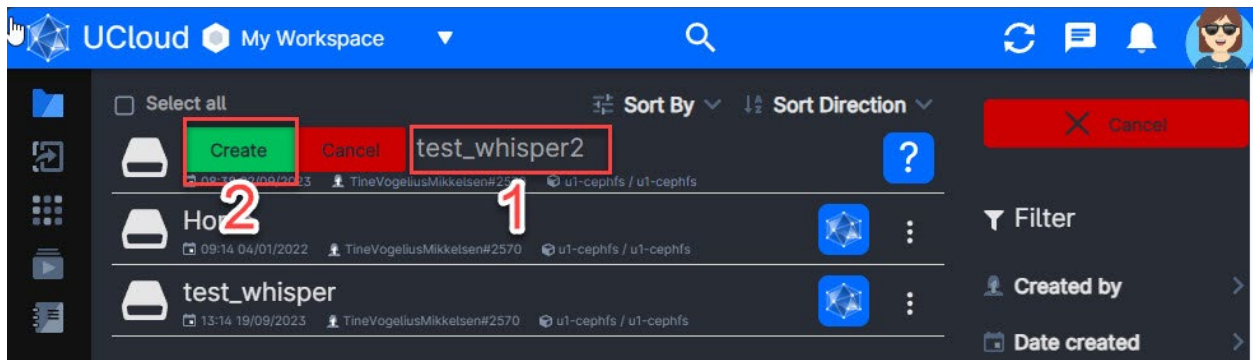 UCloud My Workspace
Select all Sort By Sort Direction
Create Cancel test_whisper2
2023 TineVogeliusMikkelsen#25 u1-cephfs / u1-cephfs
2 1
09:14 04/01/2022 TineVogeliusMikkelsen#2570 u1-cephfs / u1-cephfs
test_whisper
13:14 19/09/2023 TineVogeliusMikkelsen#2570 u1-cephfs / u1-cephfs
Cancel
Filter
Created by
Date created